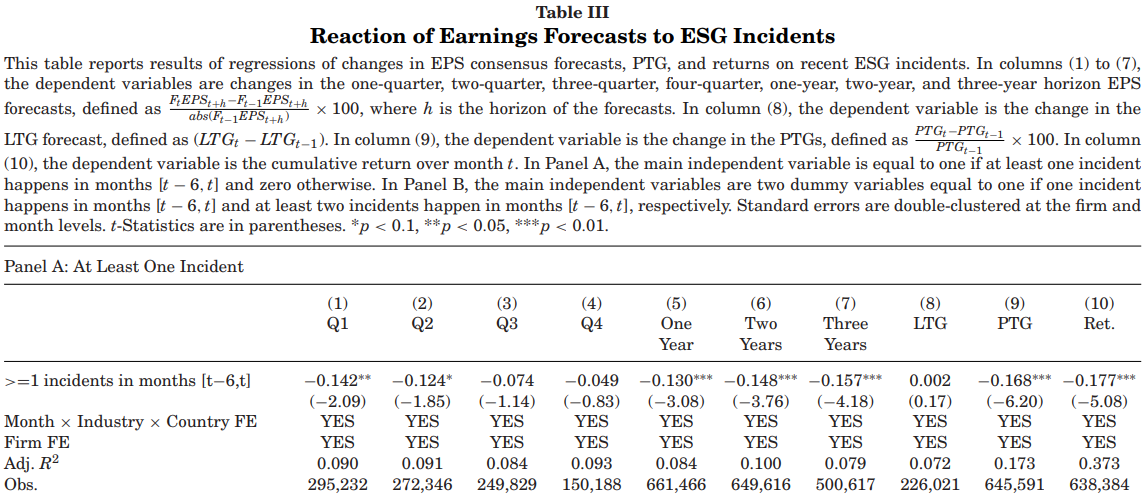 Table III
Reaction of Earnings Forecasts to ESG Incidents
This table reports results of regressions of changes in EPS consensus forecasts, PTG, and returns on recent ESG incidents. In columns (1) to (7),
the dependent variables are changes in the one-quarter, two-quarter, three-quarter, four-quarter, one-year, two-year, and three-year horizon EPS
forecasts, defined as \frac{F_tEPS_{t+h}−F_{t−1}EPS_{t+h}}{abs(F_{t−1}EPS_{t+h})} × 100, where h is the horizon of the forecasts. In column (8), the dependent variable is the change in the
LTG forecast, defined as (LTG_t − LTG_{t−1}). In column (9), the dependent variable is the change in the PTGs, defined as \frac{PTG_t−PTG_{t−1}}{PTG_{t−1}} × 100. In column
(10), the dependent variable is the cumulative return over month t. In Panel A, the main independent variable is equal to one if at least one incident
happens in months [t − 6, t] and zero otherwise. In Panel B, the main independent variables are two dummy variables equal to one if one incident
happens in months [t − 6, t] and at least two incidents happen in months [t − 6, t], respectively. Standard errors are double-clustered at the firm and
month levels. t-Statistics are in parentheses. *p < 0.1, **p < 0.05, ***p < 0.01.
Panel A: At Least One Incident
(1) (2) (3) (4) (5) (6) (7) (8) (9) (10)
Q1 Q2 Q3 Q4 One Two Three LTG PTG Ret.
Year Years Years
>=1 incidents in months [t−6,t] −0.142** −0.124* −0.074 −0.049 −0.130*** −0.148*** −0.157*** 0.002 −0.168*** −0.177***
(−2.09) (−1.85) (−1.14) (−0.83) (−3.08) (−3.76) (−4.18) (0.17) (−6.20) (−5.08)
Month × Industry × Country FE YES YES YES YES YES YES YES YES YES YES
Firm FE YES YES YES YES YES YES YES YES YES YES
Adj. R² 0.090 0.091 0.084 0.093 0.084 0.100 0.079 0.072 0.173 0.373
Obs. 295,232 272,346 249,829 150,188 661,466 649,616 500,617 226,021 645,591 638,384